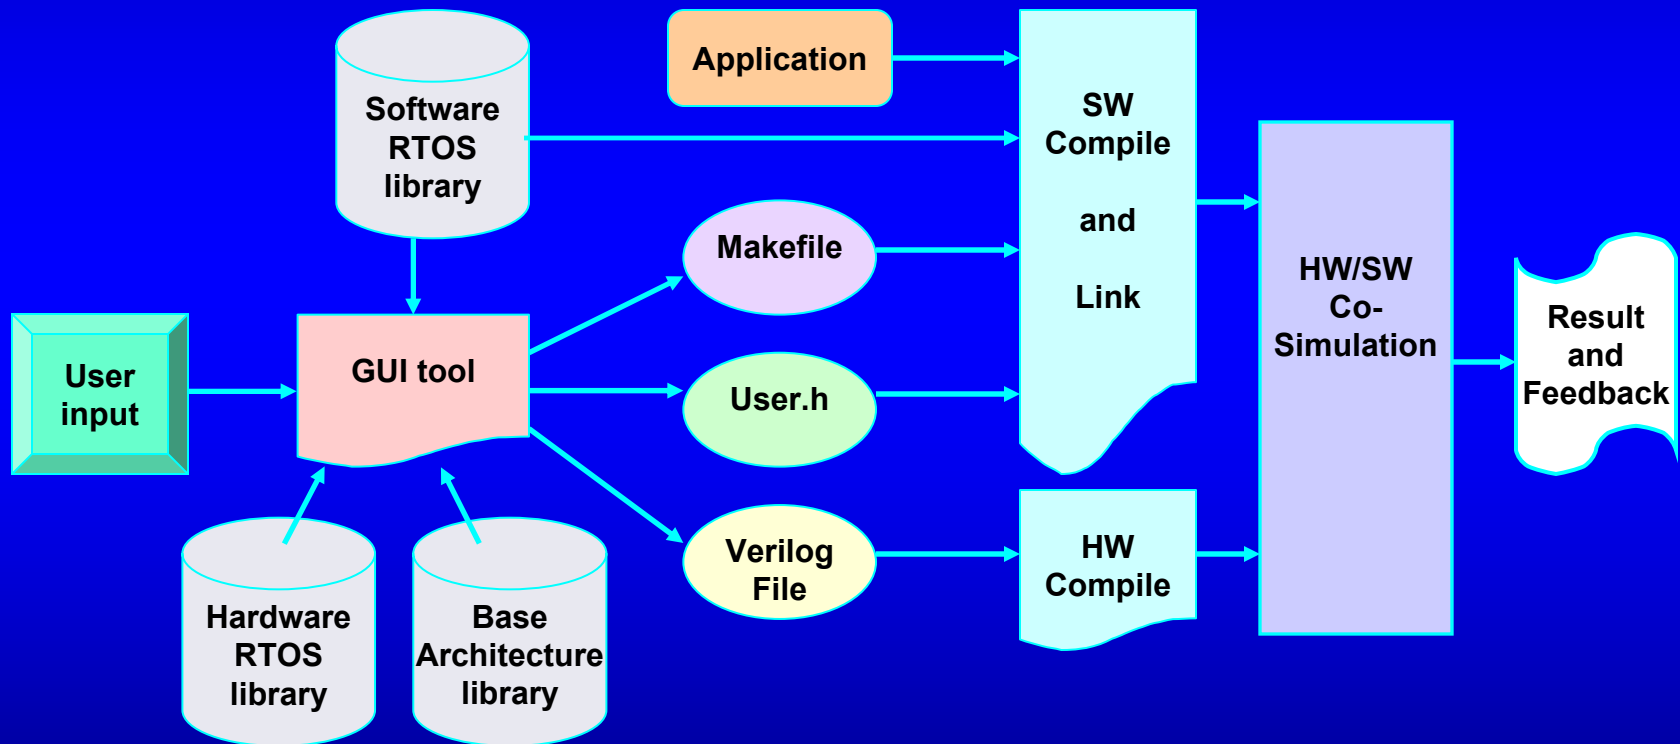 Application
Software
RTOS
library
SW
Compile
and
Link
Makefile
HW/SW
Co-
Simulation
Result
and
Feedback
User
input
GUI tool
User.h
Verilog
File
HW
Compile
Hardware
RTOS
library
Base
Architecture
library